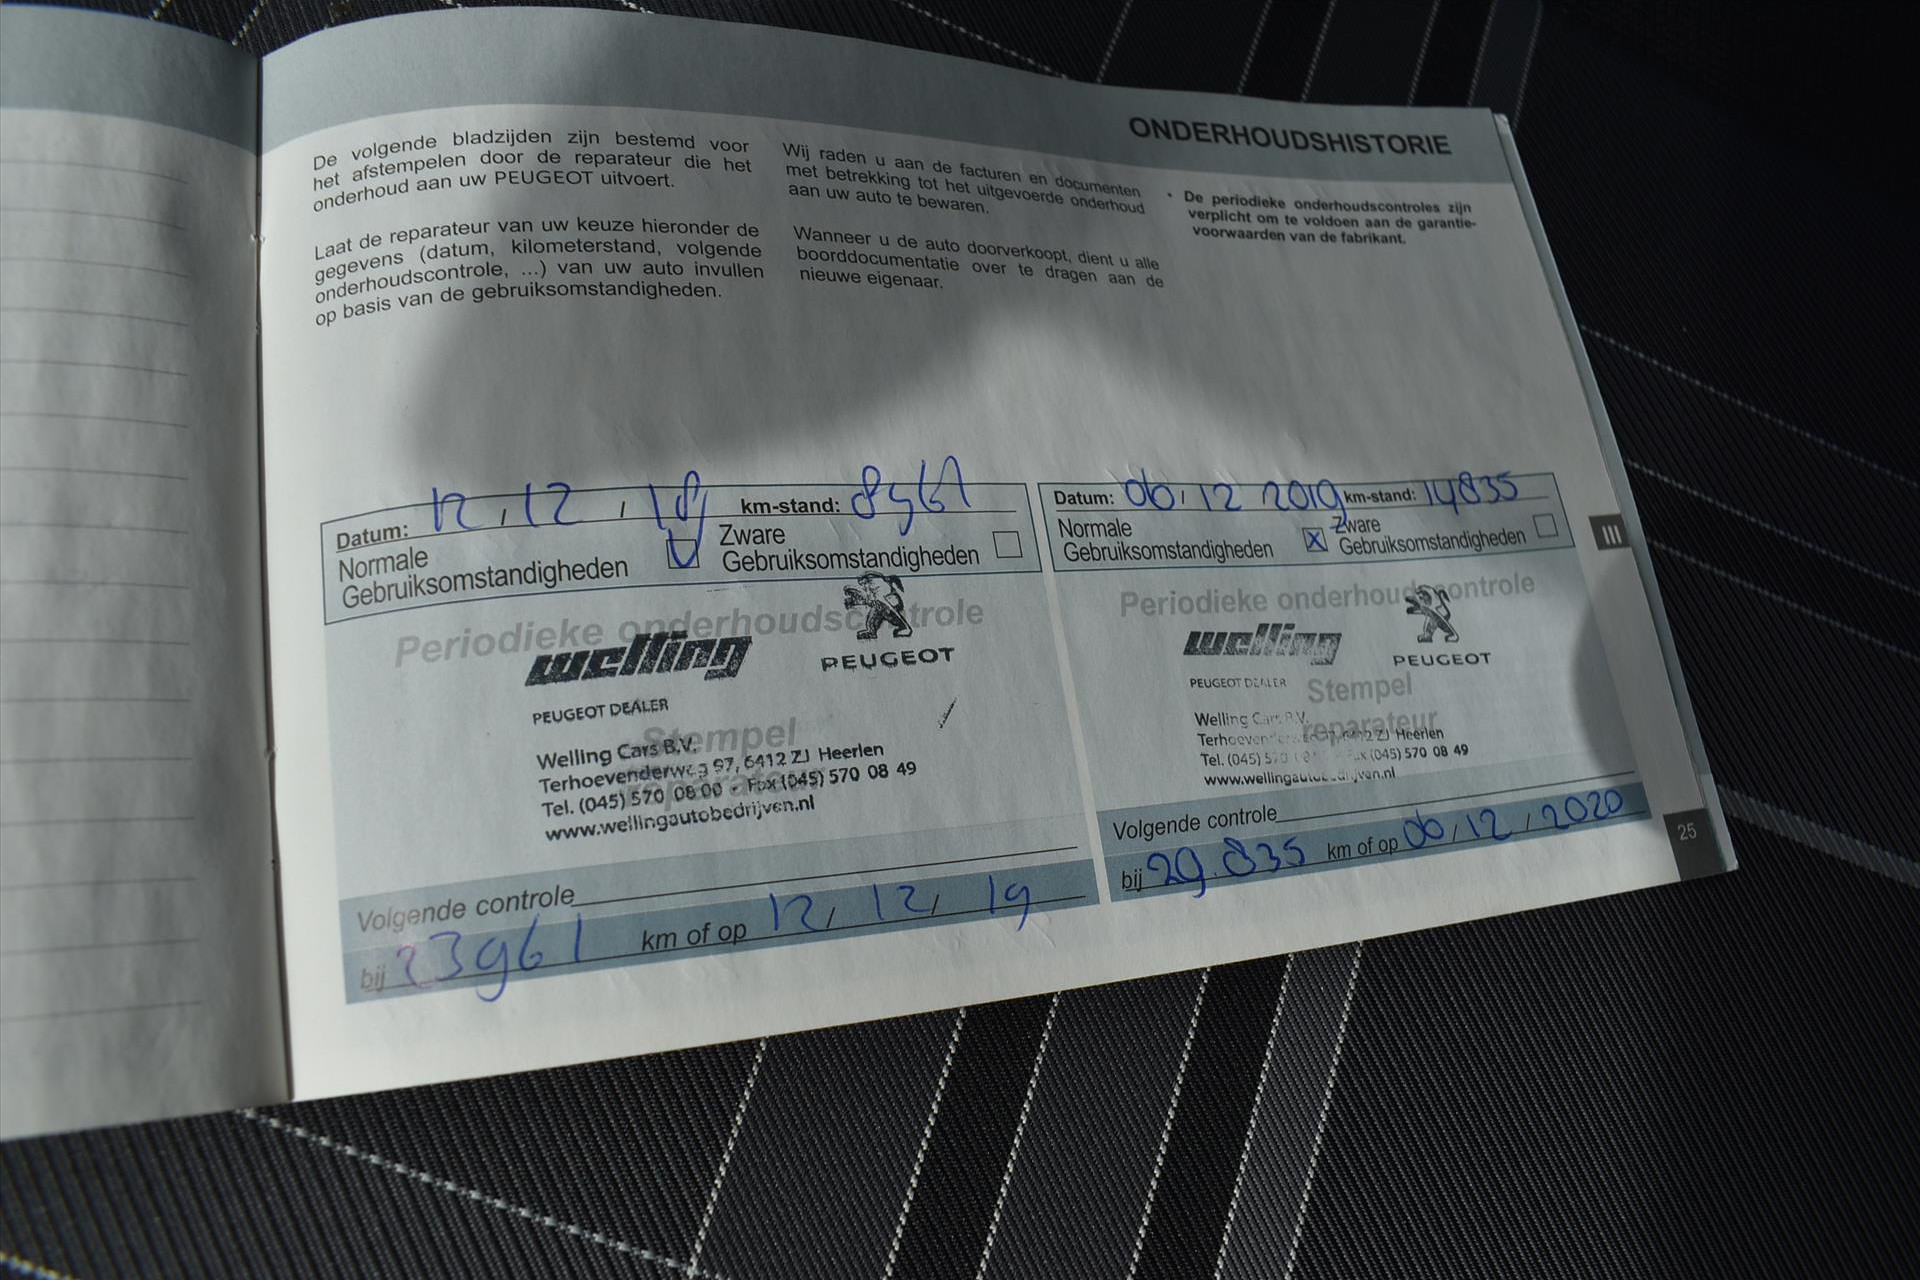 ONDERHOUDSHISTORIE
De volgende bladzijden zijn bestemd voor
het afstempelen door de reparateur die het
onderhoud aan uw PEUGEOT uitvoert.
Laat de reparateur van uw keuze hieronder de
gegevens (datum, kilometerstand, volgende
onderhoudscontrole, ...) van uw auto invullen
op basis van de gebruiksomstandigheden.
Wij raden u aan de facturen en documenten
met betrekking tot het uitgevoerde onderhoud
aan uw auto te bewaren.
Wanneer u de auto doorverkoopt, dient u alle
boorddocumentatie over te dragen aan de
nieuwe eigenaar.
• De periodieke onderhoudscontroles zijn
verplicht om te voldoen aan de garantie-
voorwaarden van de fabrikant.
Datum: 12, 12, 18 km-stand: 8961
Normale Zware
Gebruiksomstandigheden Gebruiksomstandigheden
Periodieke onderhoudscontrole
welling PEUGEOT
PEUGEOT DEALER
Stempel
reparateur
Welling Cars B.V.
Terhoevenderweg 97, 6412 ZJ Heerlen
Tel. (045) 570 08 00 - Fax (045) 570 08 49
www.wellingautobedrijven.nl
Volgende controle
bij 23961 km of op 12, 12, 19
Datum: 06, 12 2019 km-stand: 14835
Normale Zware
Gebruiksomstandigheden X Gebruiksomstandigheden
Periodieke onderhoudscontrole
welling PEUGEOT
PEUGEOT DEALER
Stempel
reparateur
Welling Cars B.V.
ZJ Heerlen
Tel. (045) (045) 570 08 49
www.wellingautobedrijven.nl
Volgende controle
bij 29.835 km of op 06, 12, 2020
III
25